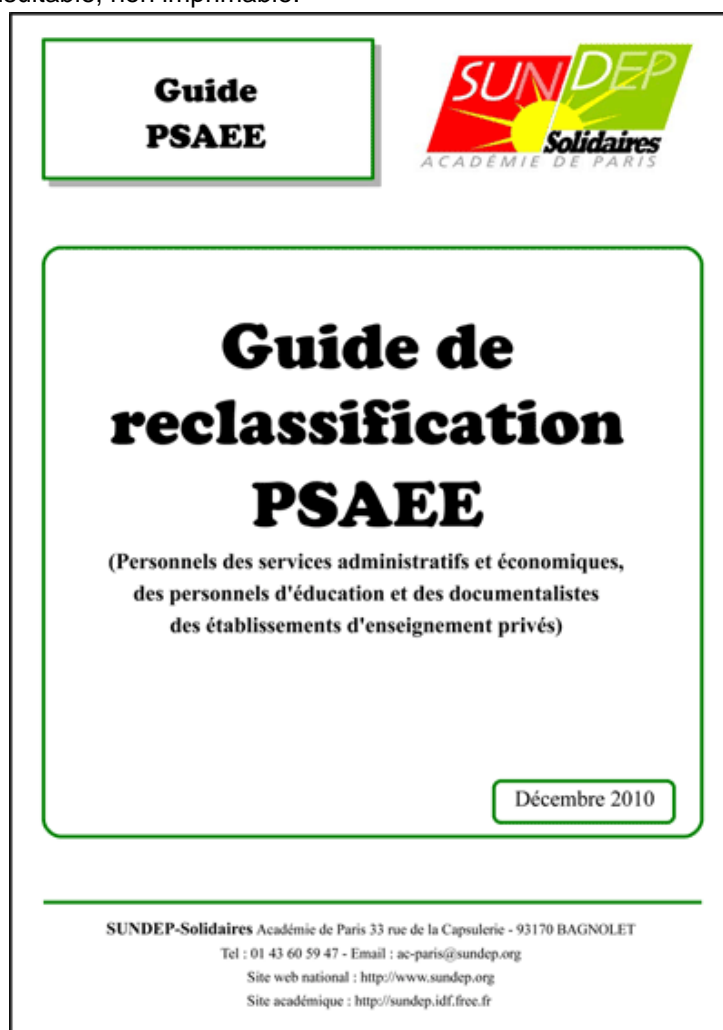 non imprimable.
Guide
PSAEE
SUNDEP
Solidaires
ACADÉMIE DE PARIS
Guide de
reclassification
PSAEE
(Personnels des services administratifs et économiques,
des personnels d'éducation et des documentalistes
des établissements d'enseignement privés)
Décembre 2010
SUNDEP-Solidaires Académie de Paris 33 rue de la Capsulerie - 93170 BAGNOLET
Tel : 01 43 60 59 47 - Email : ac-paris@sundep.org
Site web national : http://www.sundep.org
Site académique : http://sundep.idf.free.fr